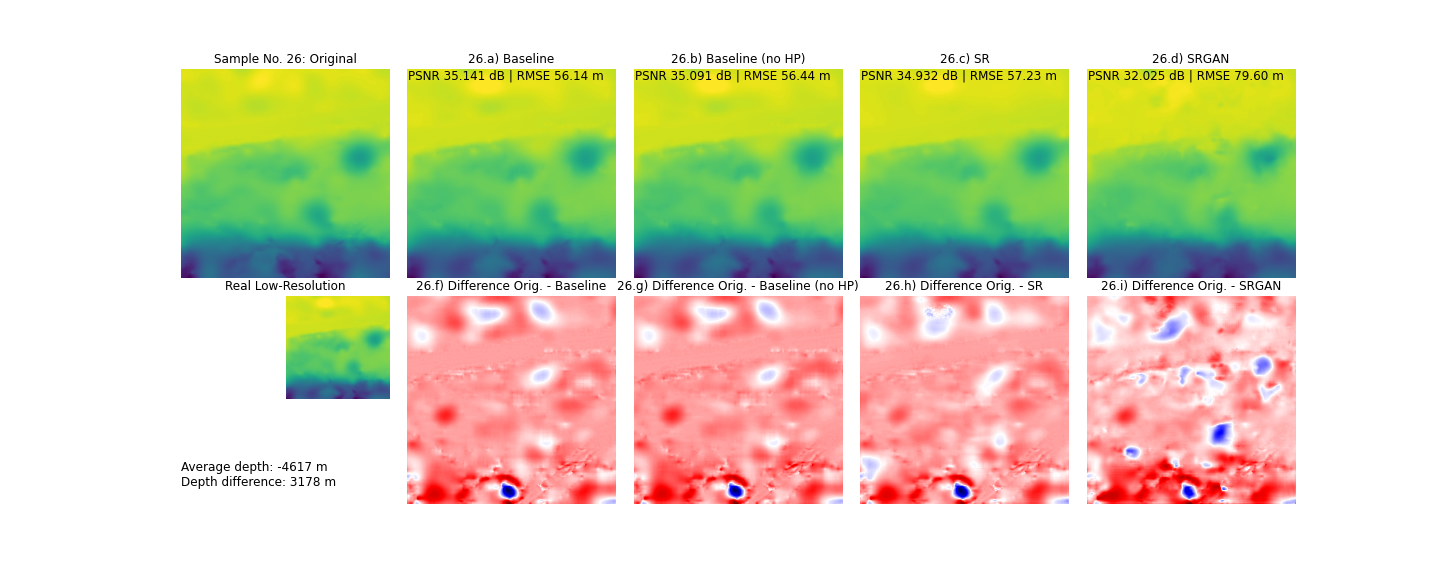 Sample No. 26: Original
26.a) Baseline
26.b) Baseline (no HP)
26.c) SR
26.d) SRGAN
PSNR 35.141 dB | RMSE 56.14 m
PSNR 35.091 dB | RMSE 56.44 m
PSNR 34.932 dB | RMSE 57.23 m
PSNR 32.025 dB | RMSE 79.60 m
Real Low-Resolution
26.f) Difference Orig. - Baseline
26.g) Difference Orig. - Baseline (no HP)
26.h) Difference Orig. - SR
26.i) Difference Orig. - SRGAN
Average depth: -4617 m
Depth difference: 3178 m